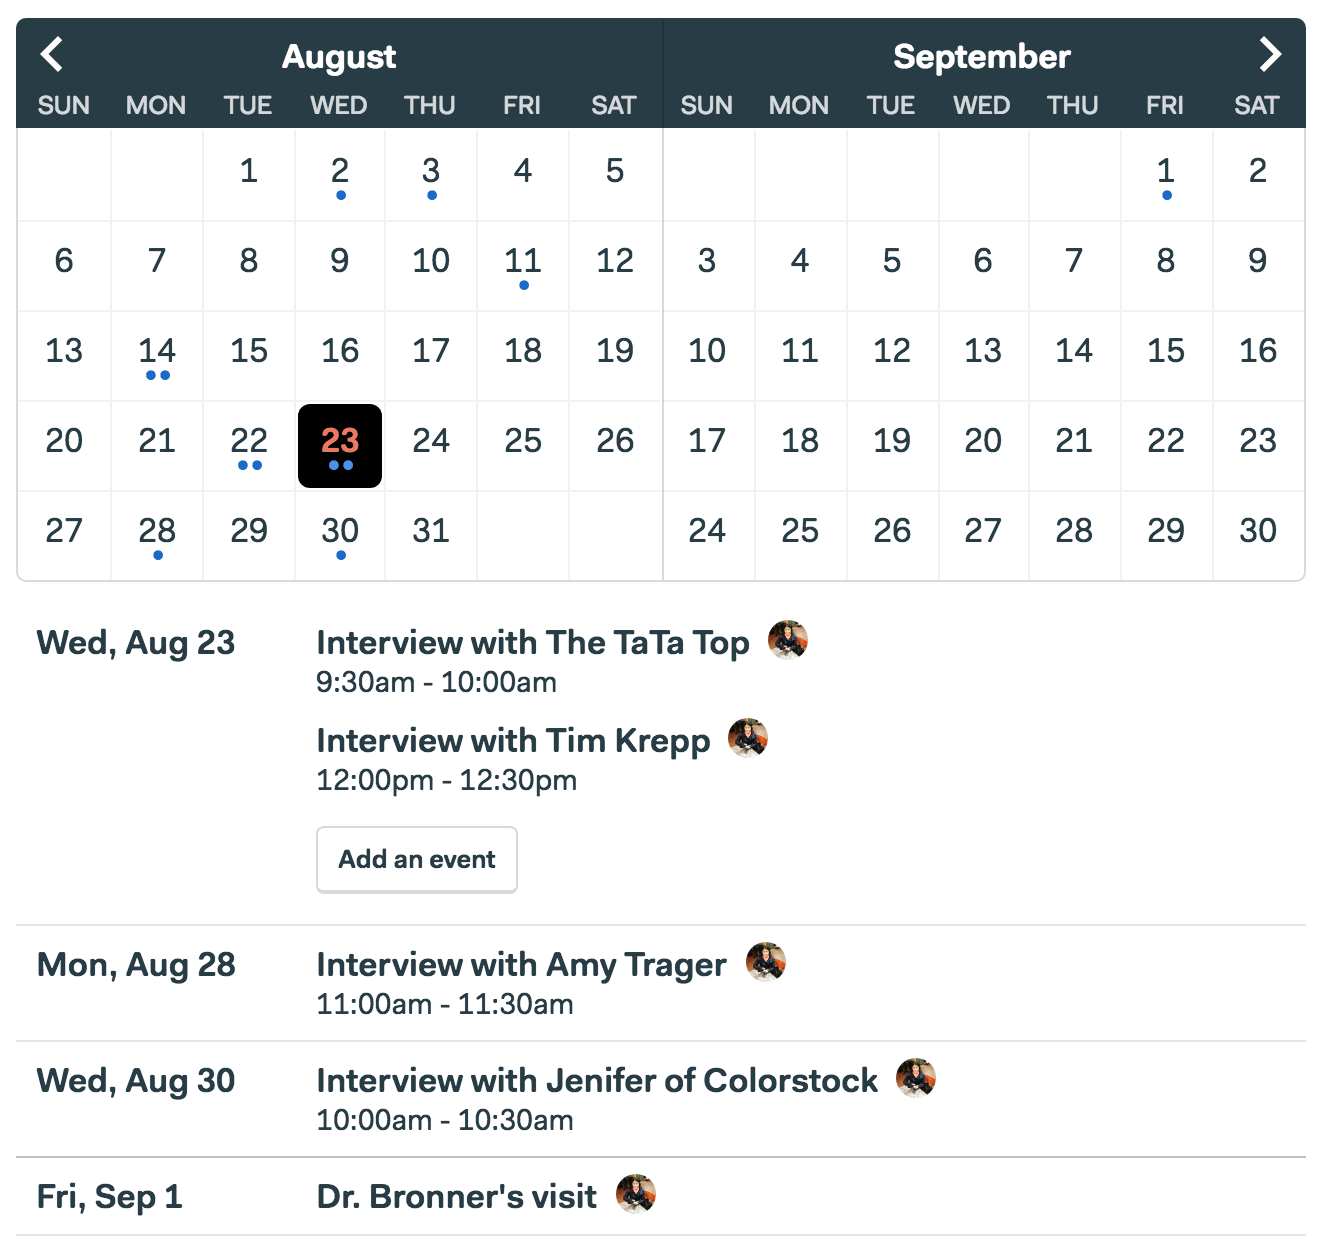 August September
SUN MON TUE WED THU FRI SAT SUN MON TUE WED THU FRI SAT
1 2 3 4 5 1 2
6 7 8 9 10 11 12 3 4 5 6 7 8 9
13 14 15 16 17 18 19 10 11 12 13 14 15 16
20 21 22 23 24 25 26 17 18 19 20 21 22 23
27 28 29 30 31 24 25 26 27 28 29 30
Wed, Aug 23 Interview with The TaTa Top
9:30am - 10:00am
Interview with Tim Krepp
12:00pm - 12:30pm
Add an event
Mon, Aug 28 Interview with Amy Trager
11:00am - 11:30am
Wed, Aug 30 Interview with Jenifer of Colorstock
10:00am - 10:30am
Fri, Sep 1 Dr. Bronner's visit